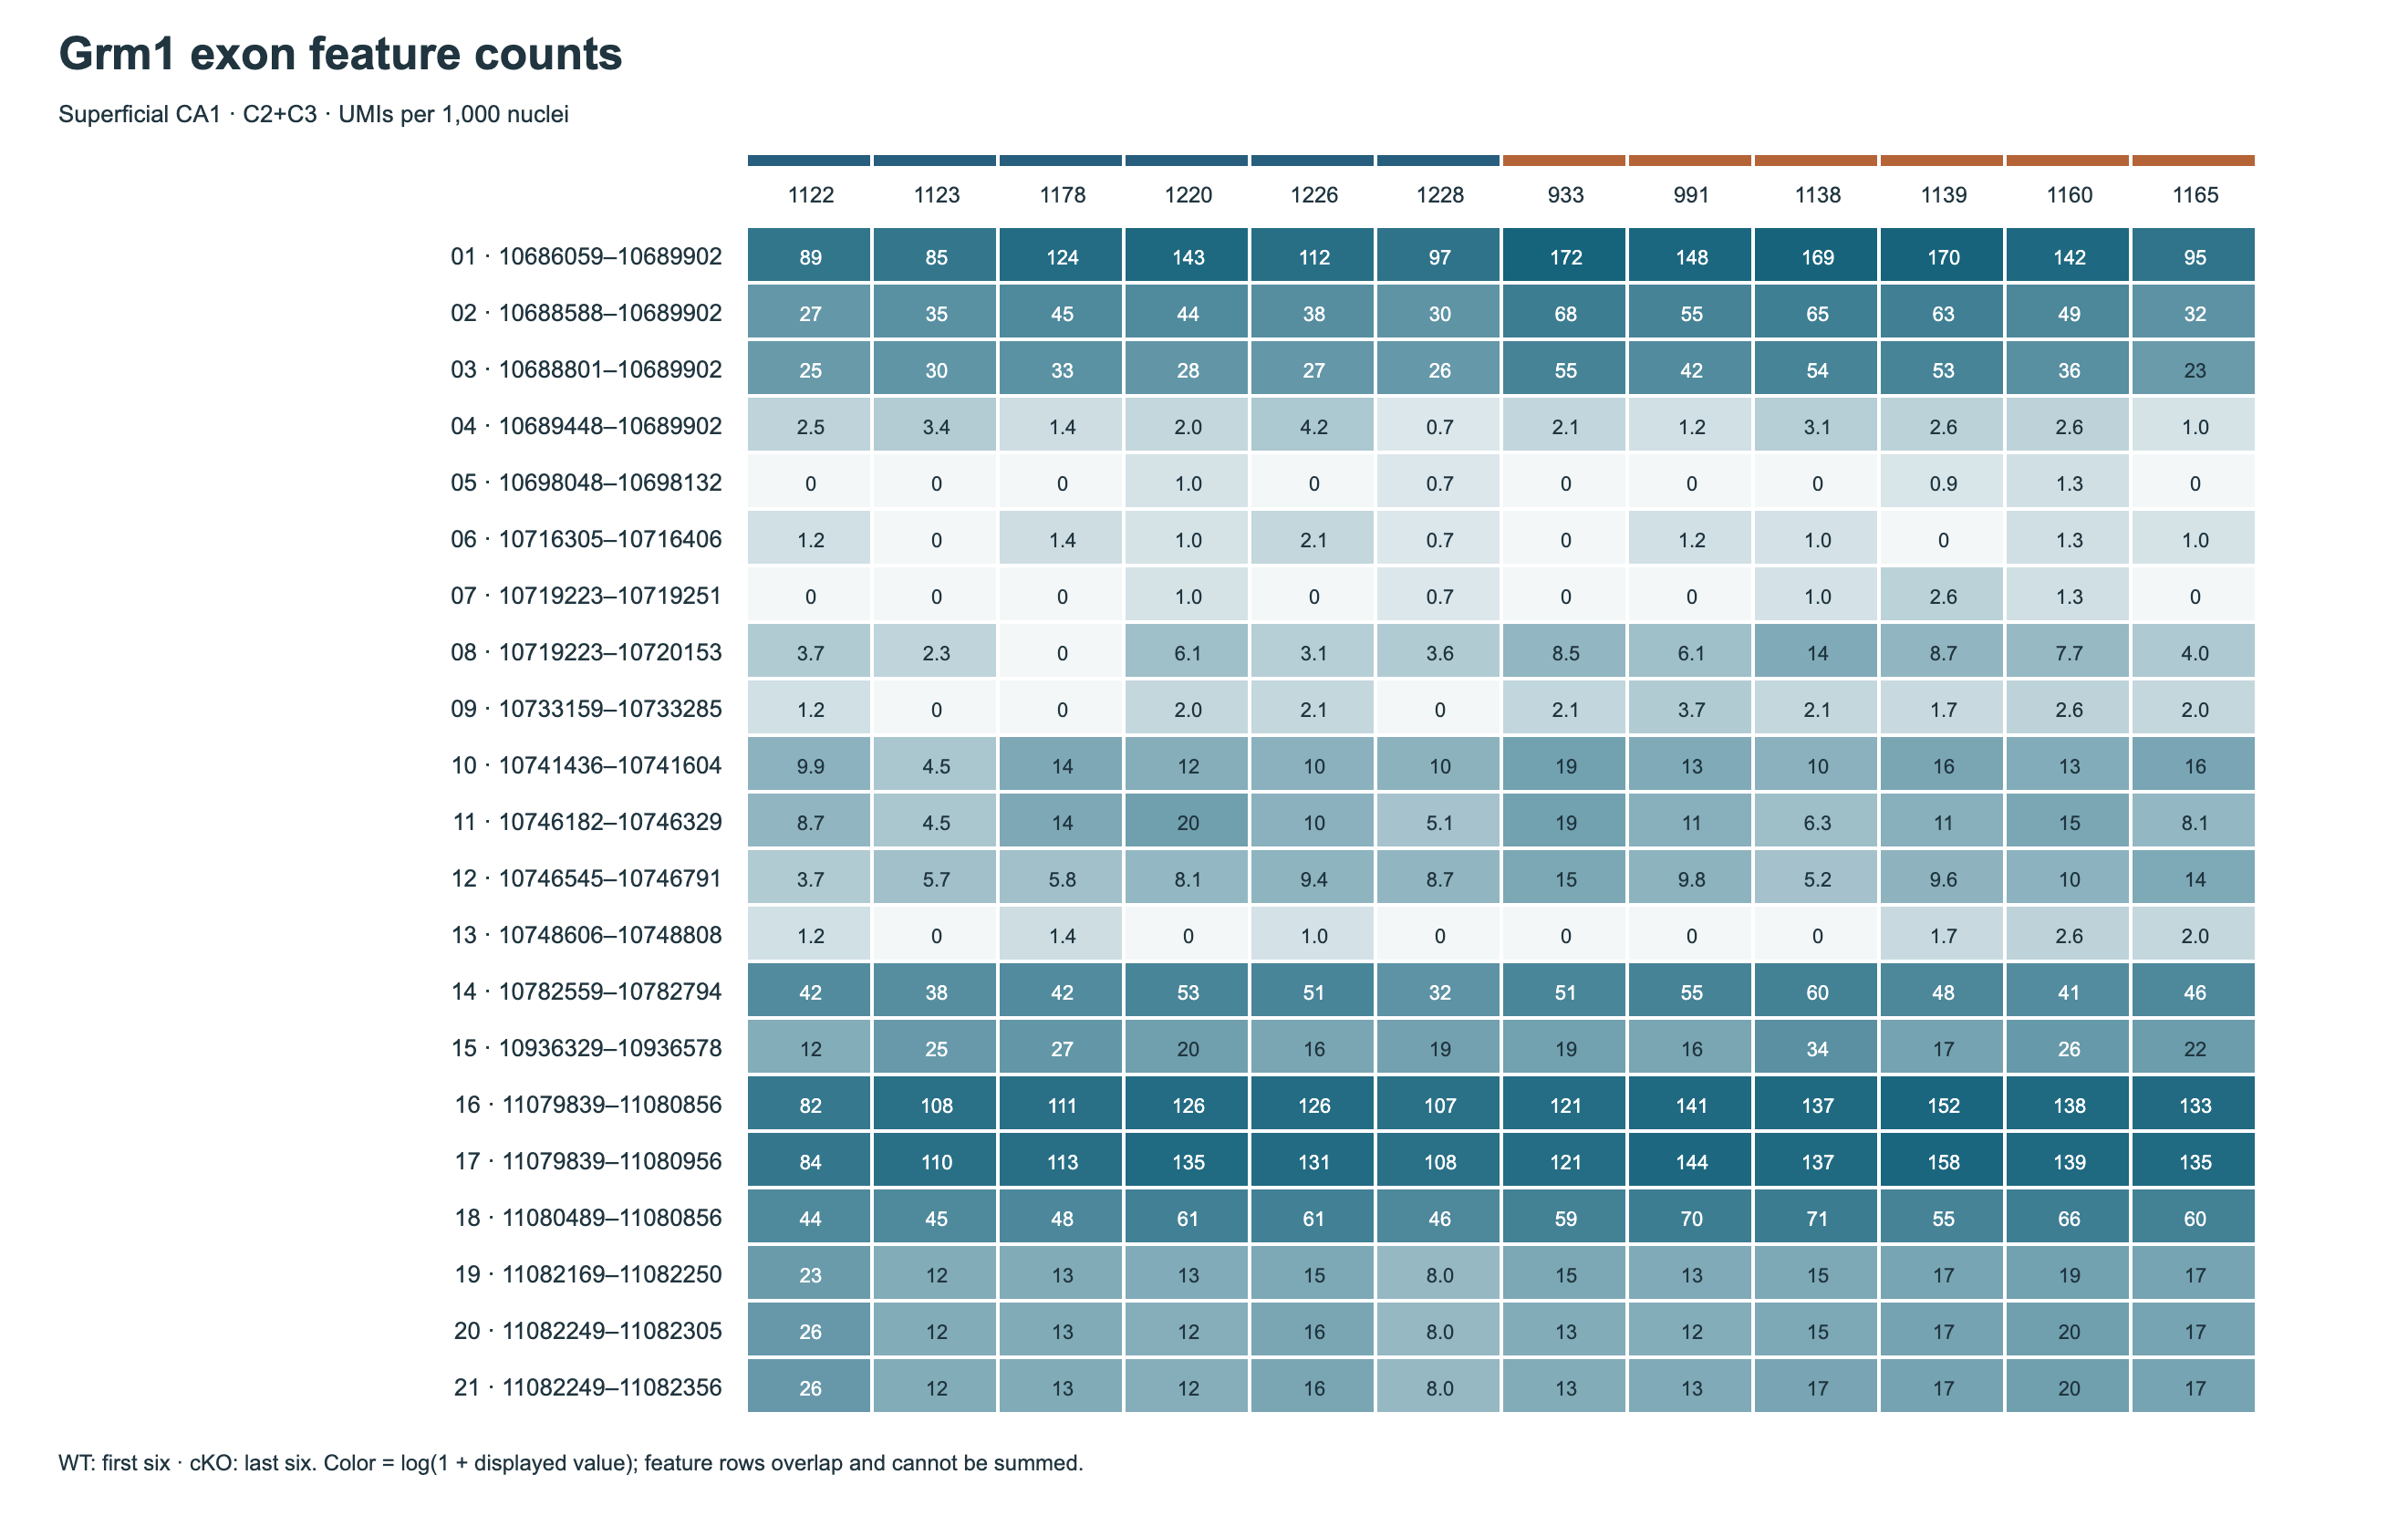 Grm1 exon feature counts
Superficial CA1 · C2+C3 · UMIs per 1,000 nuclei
1122 1123 1178 1220 1226 1228 933 991 1138 1139 1160 1165
01 · 10686059–10689902 89 85 124 143 112 97 172 148 169 170 142 95
02 · 10688588–10689902 27 35 45 44 38 30 68 55 65 63 49 32
03 · 10688801–10689902 25 30 33 28 27 26 55 42 54 53 36 23
04 · 10689448–10689902 2.5 3.4 1.4 2.0 4.2 0.7 2.1 1.2 3.1 2.6 2.6 1.0
05 · 10698048–10698132 0 0 0 1.0 0 0.7 0 0 0 0.9 1.3 0
06 · 10716305–10716406 1.2 0 1.4 1.0 2.1 0.7 0 1.2 1.0 0 1.3 1.0
07 · 10719223–10719251 0 0 0 1.0 0 0.7 0 0 1.0 2.6 1.3 0
08 · 10719223–10720153 3.7 2.3 0 6.1 3.1 3.6 8.5 6.1 14 8.7 7.7 4.0
09 · 10733159–10733285 1.2 0 0 2.0 2.1 0 2.1 3.7 2.1 1.7 2.6 2.0
10 · 10741436–10741604 9.9 4.5 14 12 10 10 19 13 10 16 13 16
11 · 10746182–10746329 8.7 4.5 14 20 10 5.1 19 11 6.3 11 15 8.1
12 · 10746545–10746791 3.7 5.7 5.8 8.1 9.4 8.7 15 9.8 5.2 9.6 10 14
13 · 10748606–10748808 1.2 0 1.4 0 1.0 0 0 0 0 1.7 2.6 2.0
14 · 10782559–10782794 42 38 42 53 51 32 51 55 60 48 41 46
15 · 10936329–10936578 12 25 27 20 16 19 19 16 34 17 26 22
16 · 11079839–11080856 82 108 111 126 126 107 121 141 137 152 138 133
17 · 11079839–11080956 84 110 113 135 131 108 121 144 137 158 139 135
18 · 11080489–11080856 44 45 48 61 61 46 59 70 71 55 66 60
19 · 11082169–11082250 23 12 13 13 15 8.0 15 13 15 17 19 17
20 · 11082249–11082305 26 12 13 12 16 8.0 13 12 15 17 20 17
21 · 11082249–11082356 26 12 13 12 16 8.0 13 13 17 17 20 17
WT: first six · cKO: last six. Color = log(1 + displayed value); feature rows overlap and cannot be summed.